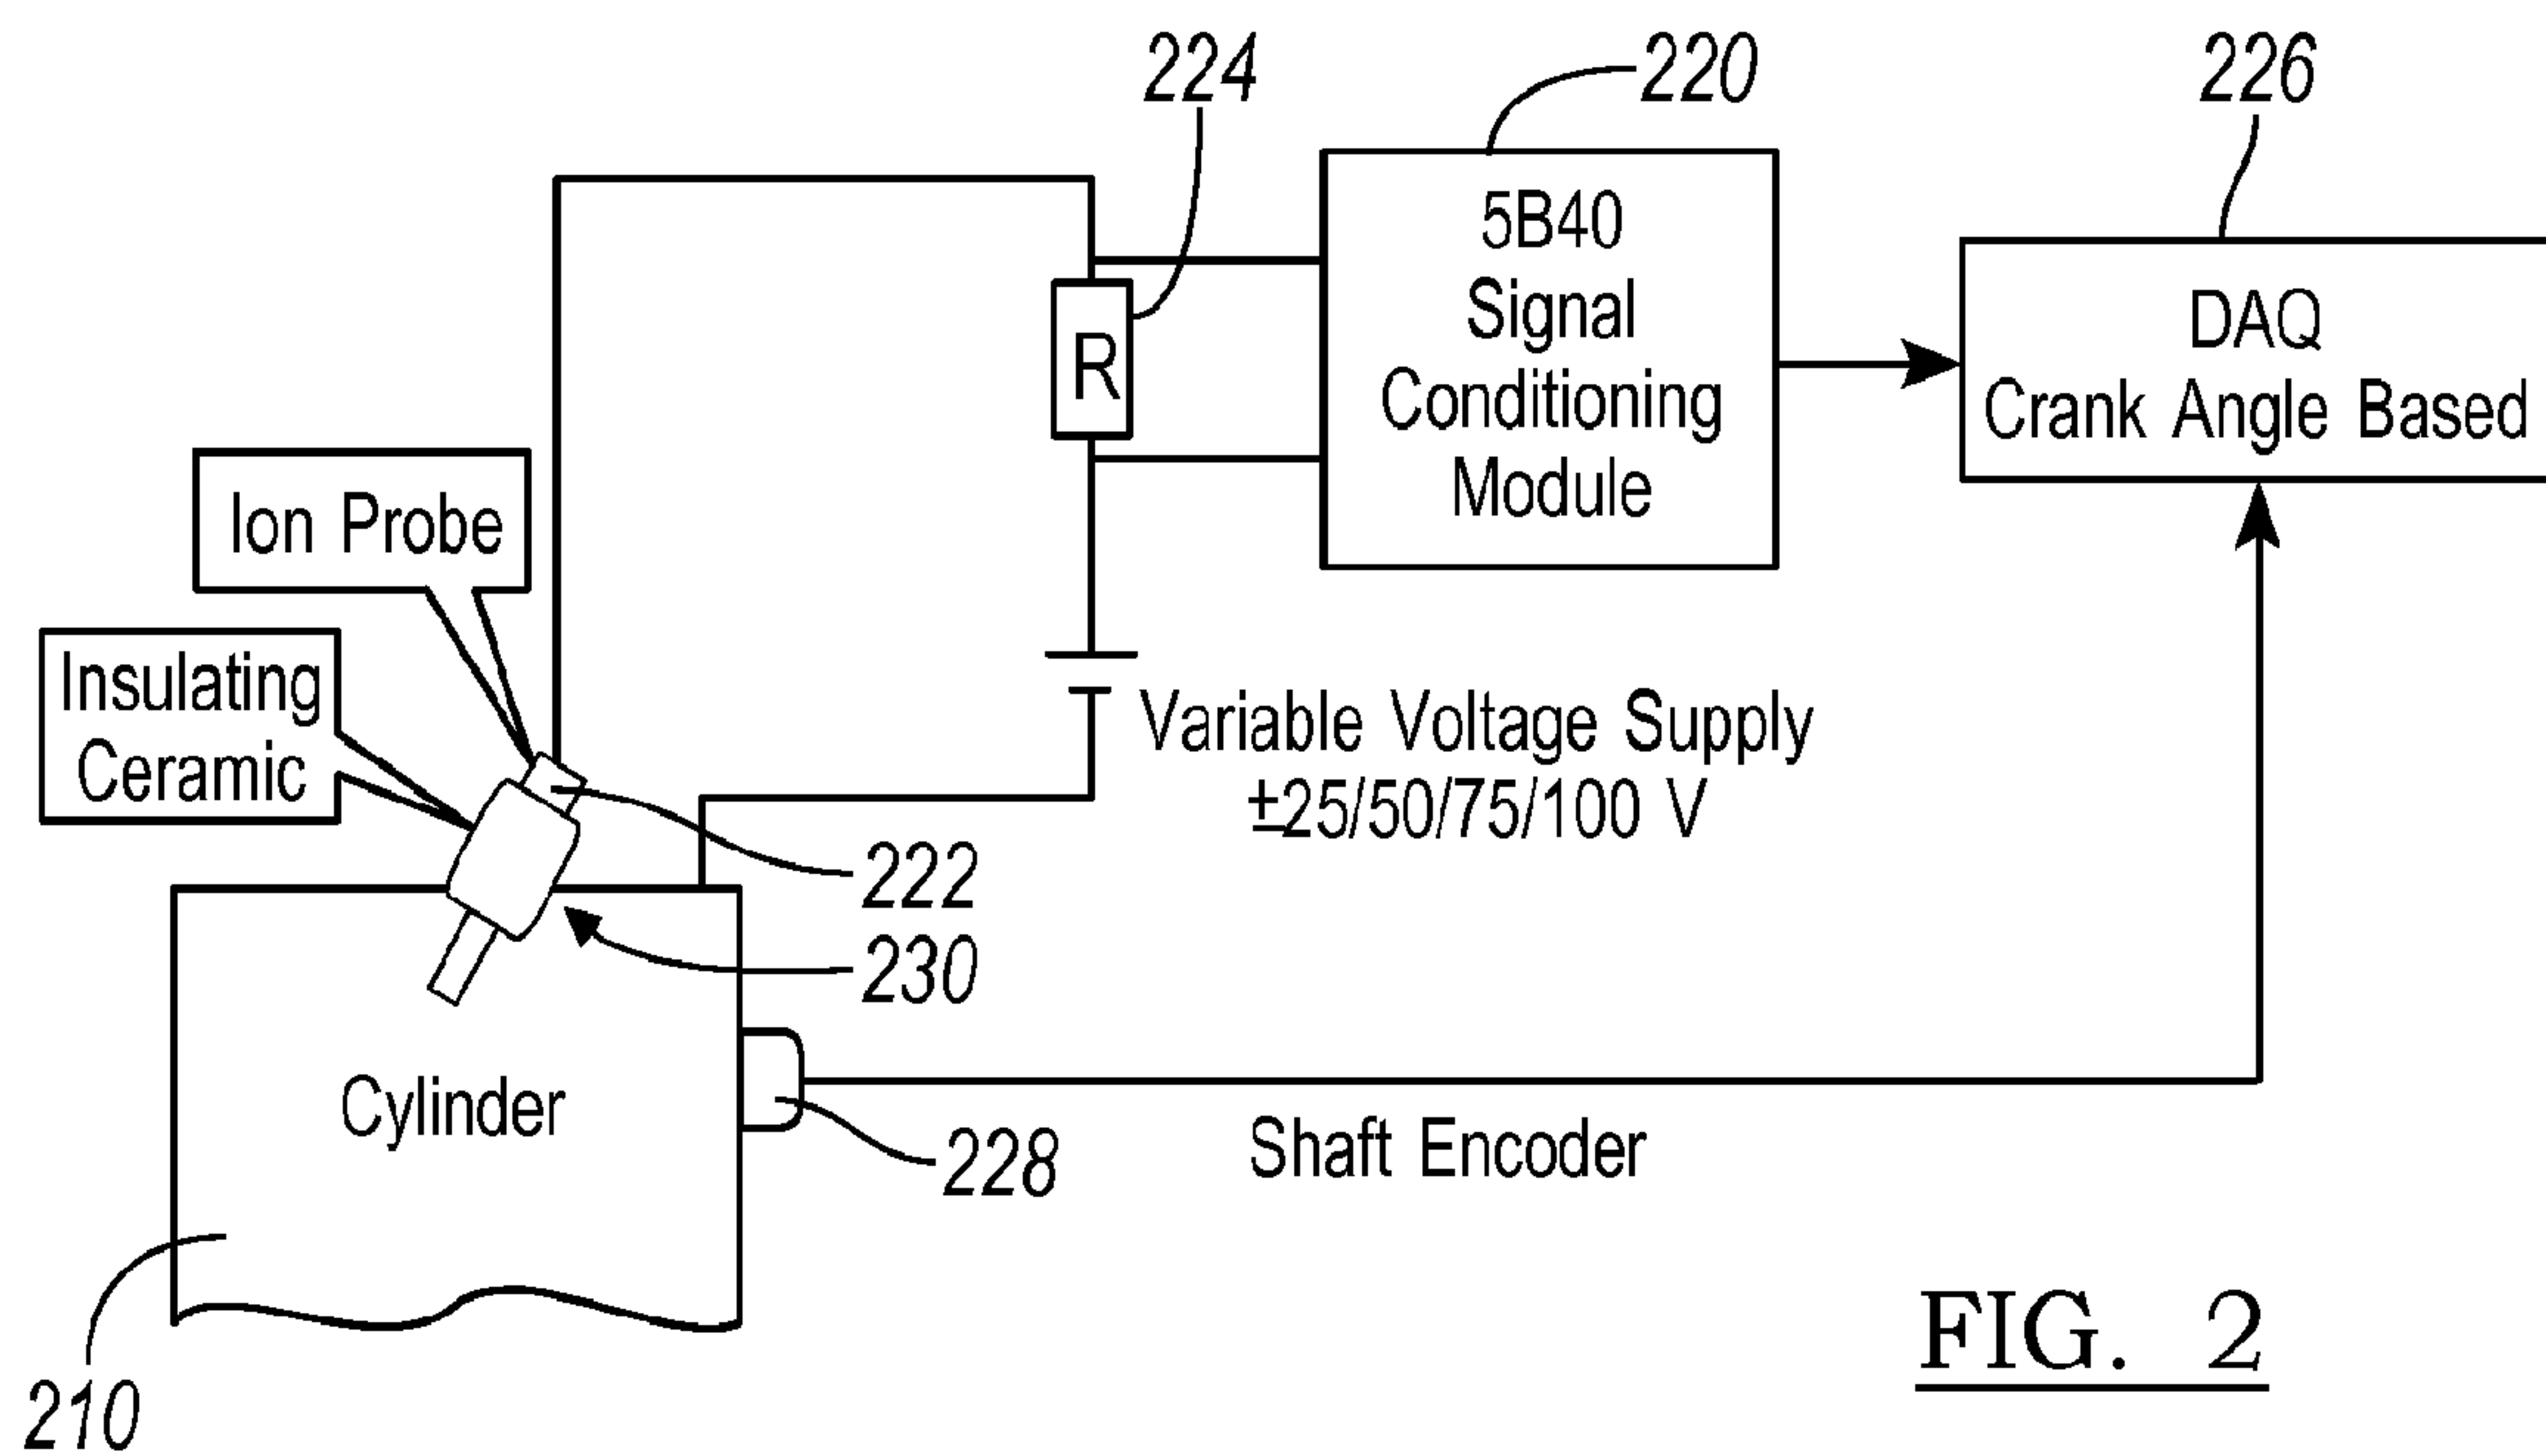 224
220
226
5B40
Signal
Conditioning
Module
DAQ
Crank Angle Based
R
Ion Probe
Insulating
Ceramic
Variable Voltage Supply
±25/50/75/100 V
222
230
Cylinder
228
Shaft Encoder
210
FIG. 2